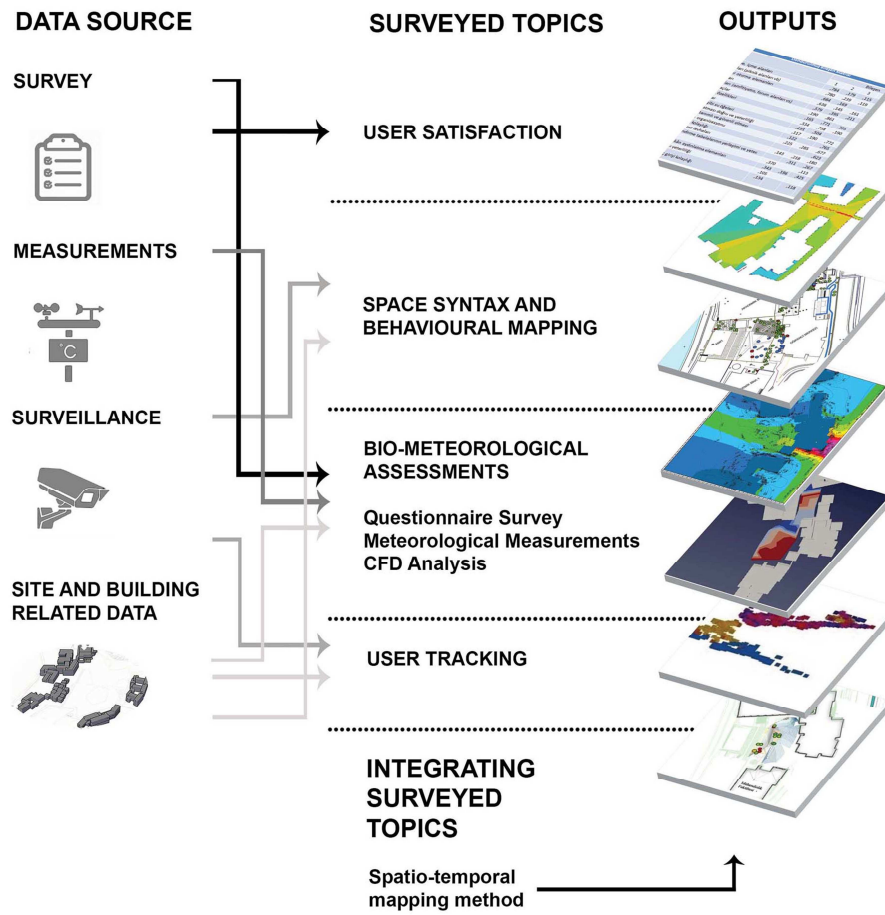 DATA SOURCE
SURVEYED TOPICS
OUTPUTS
SURVEY
USER SATISFACTION
MEASUREMENTS
°C
SPACE SYNTAX AND
BEHAVIOURAL MAPPING
SURVEILLANCE
BIO-METEOROLOGICAL
ASSESSMENTS
Questionnaire Survey
Meteorological Measurements
CFD Analysis
SITE AND BUILDING
RELATED DATA
USER TRACKING
INTEGRATING
SURVEYED
TOPICS
Spatio-temporal
mapping method